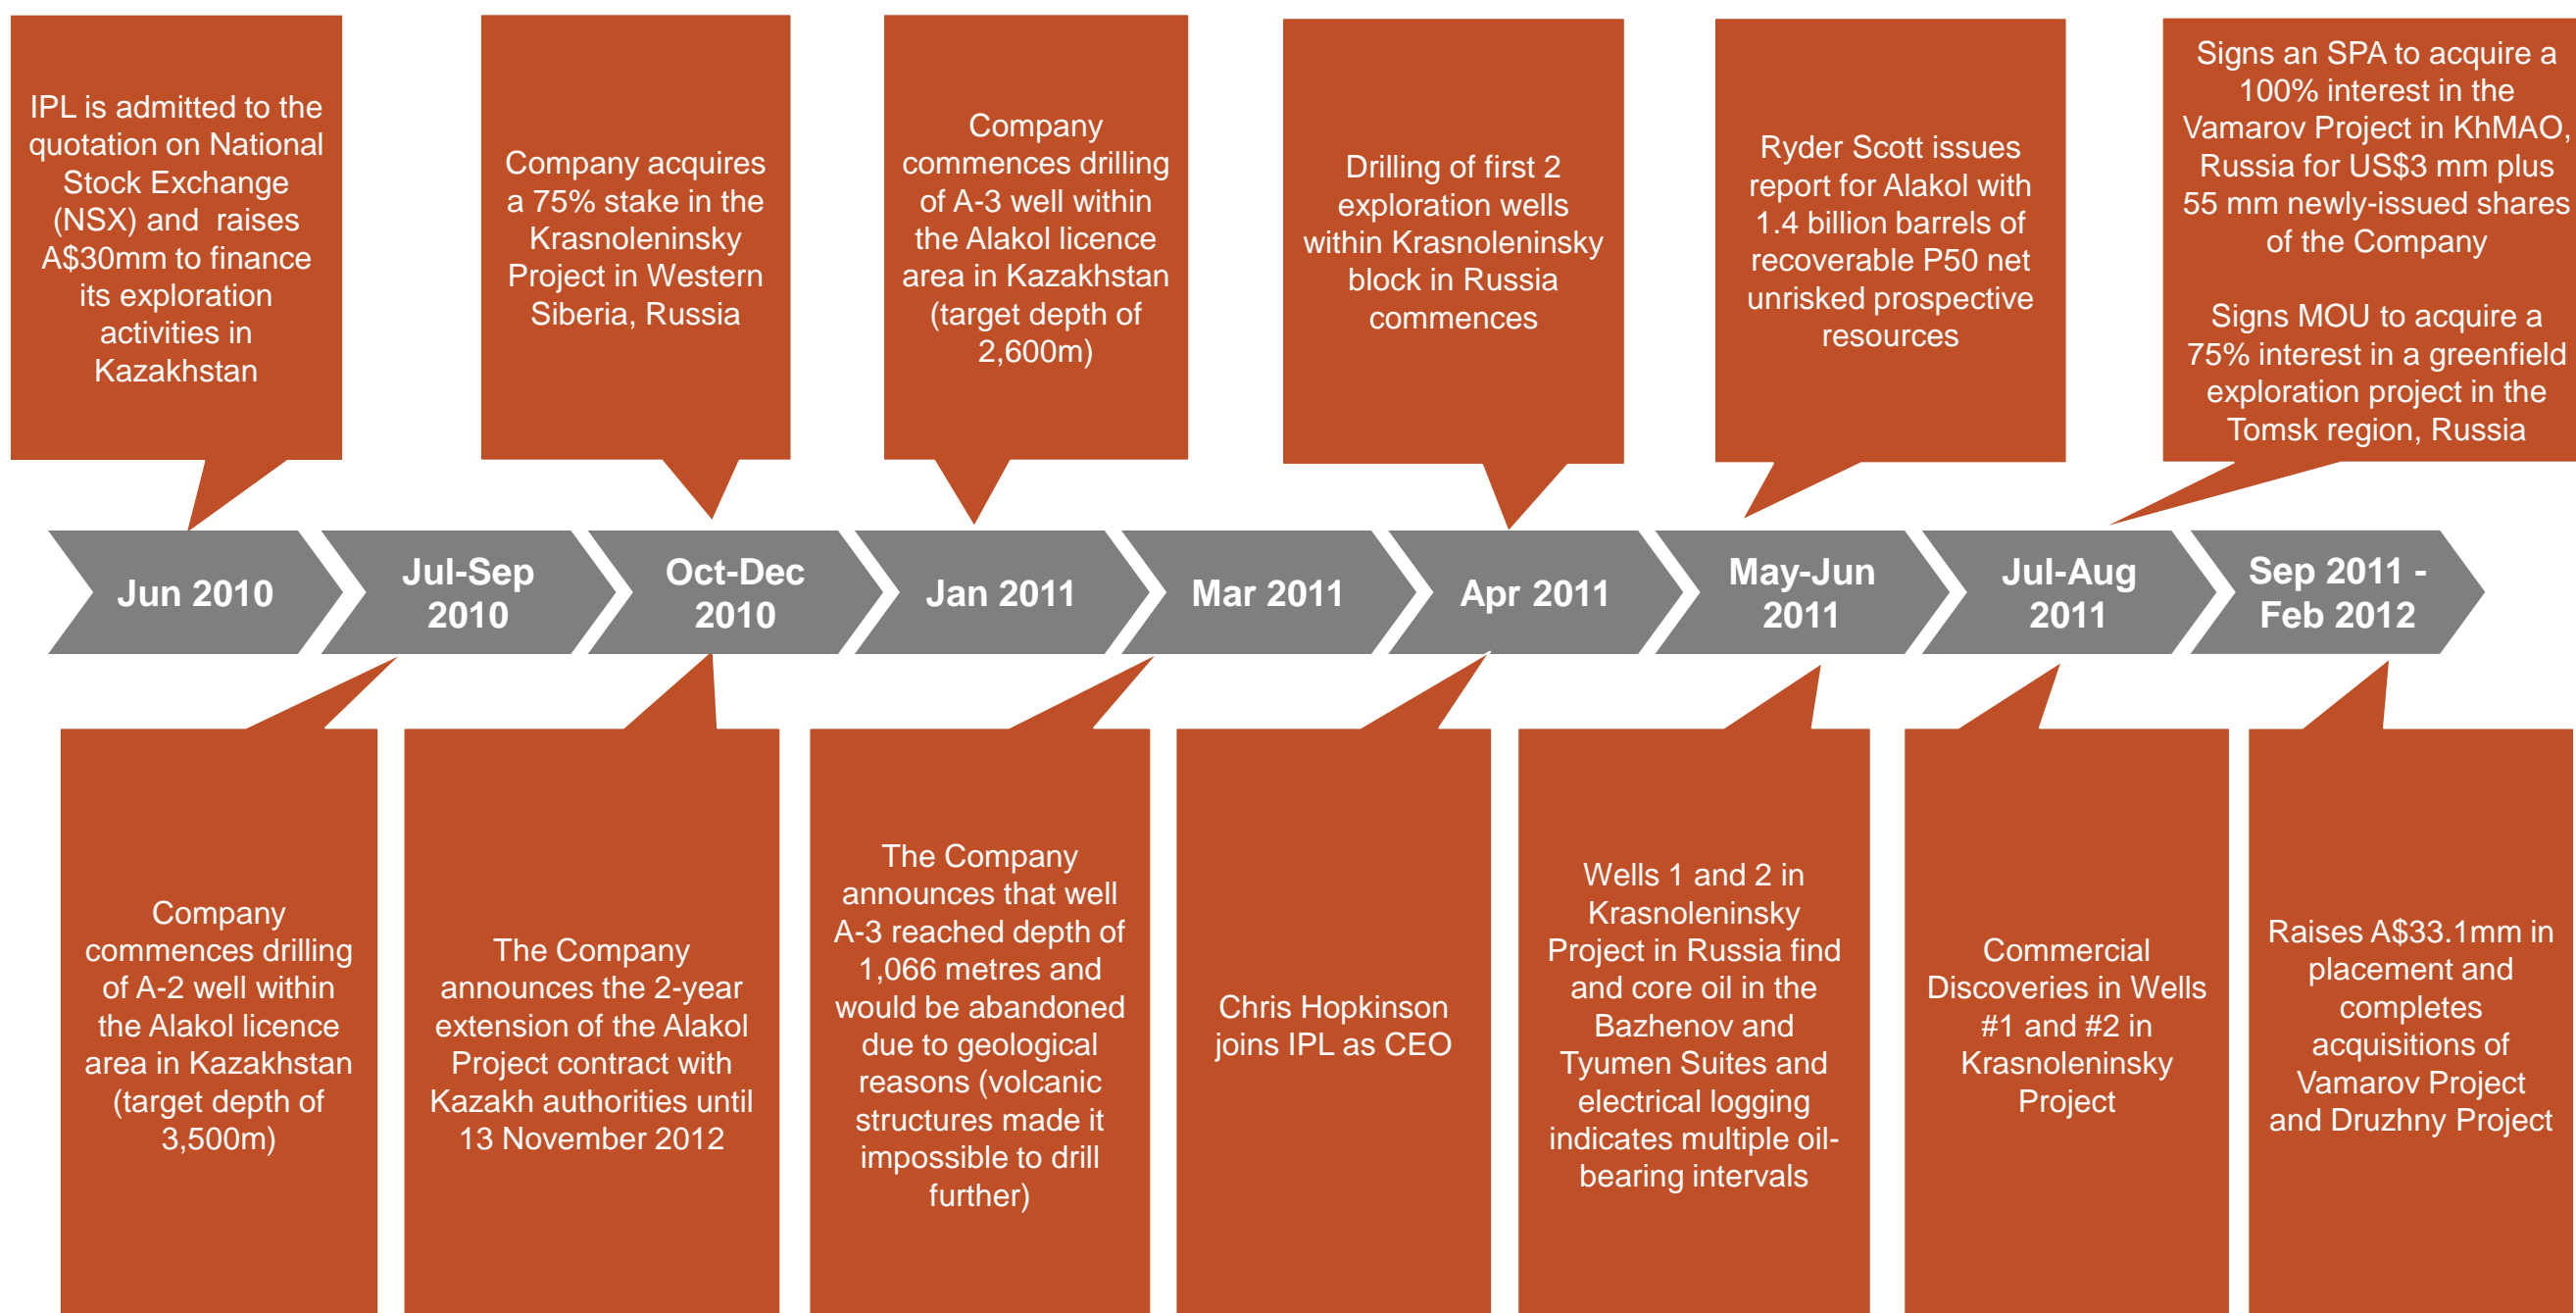 IPL is admitted to the
quotation on National
Stock Exchange
(NSX) and raises
A$30mm to finance
its exploration
activities in
Kazakhstan
Company acquires
a 75% stake in the
Krasnoleninsky
Project in Western
Siberia, Russia
Company
commences drilling
of A-3 well within
the Alakol licence
area in Kazakhstan
(target depth of
2,600m)
Drilling of first 2
exploration wells
within Krasnoleninsky
block in Russia
commences
Ryder Scott issues
report for Alakol with
1.4 billion barrels of
recoverable P50 net
unrisked prospective
resources
Signs an SPA to acquire a
100% interest in the
Vamarov Project in KhMAO,
Russia for US$3 mm plus
55 mm newly-issued shares
of the Company
Signs MOU to acquire a
75% interest in a greenfield
exploration project in the
Tomsk region, Russia
Jun 2010
Jul-Sep
2010
Oct-Dec
2010
Jan 2011
Mar 2011
Apr 2011
May-Jun
2011
Jul-Aug
2011
Sep 2011 -
Feb 2012
Company
commences drilling
of A-2 well within
the Alakol licence
area in Kazakhstan
(target depth of
3,500m)
The Company
announces the 2-year
extension of the Alakol
Project contract with
Kazakh authorities until
13 November 2012
The Company
announces that well
A-3 reached depth of
1,066 metres and
would be abandoned
due to geological
reasons (volcanic
structures made it
impossible to drill
further)
Chris Hopkinson
joins IPL as CEO
Wells 1 and 2 in
Krasnoleninsky
Project in Russia find
and core oil in the
Bazhenov and
Tyumen Suites and
electrical logging
indicates multiple oil-
bearing intervals
Commercial
Discoveries in Wells
#1 and #2 in
Krasnoleninsky
Project
Raises A$33.1mm in
placement and
completes
acquisitions of
Vamarov Project
and Druzhny Project